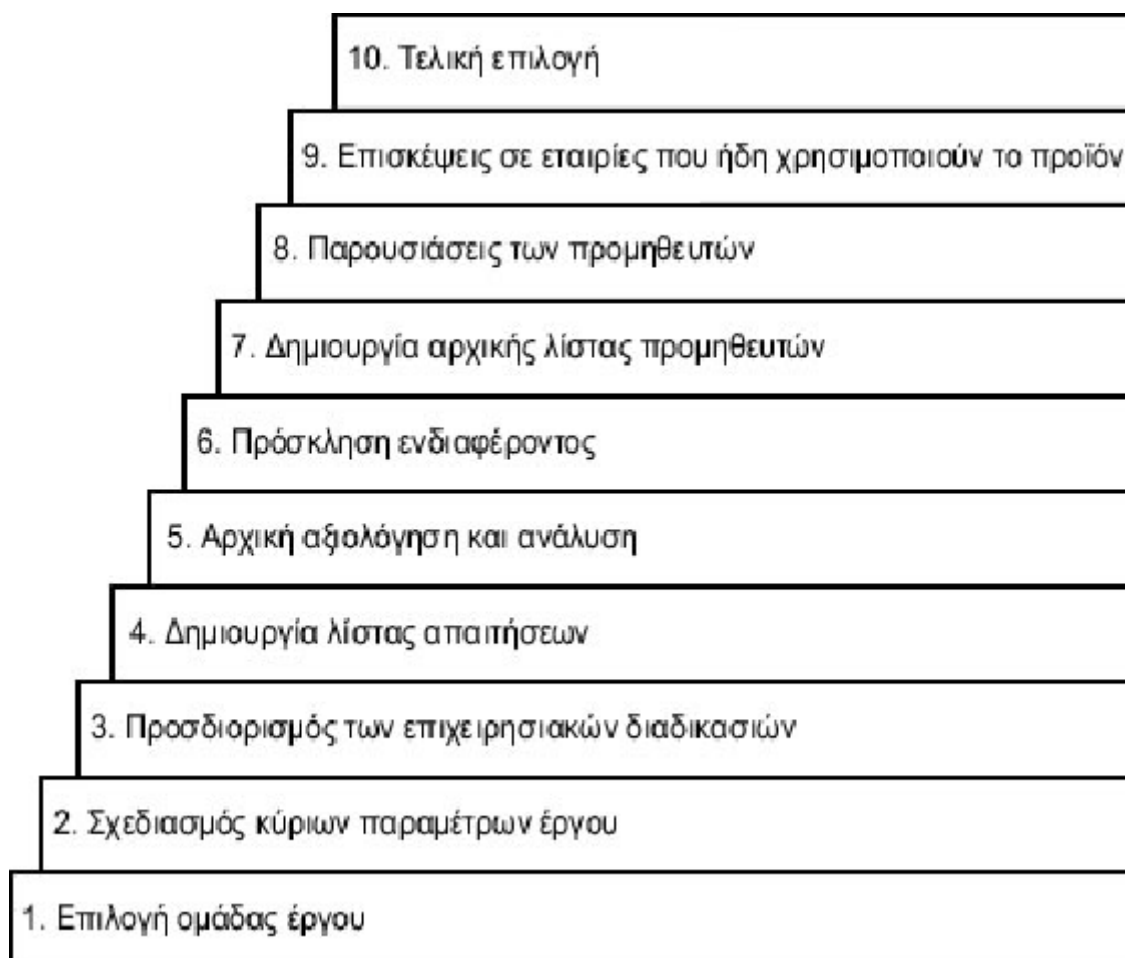 10. Τελική επιλογή
9. Επισκέψεις σε εταιρίες που ήδη χρησιμοποιούν το προϊόν
8. Παρουσιάσεις των προμηθευτών
7. Δημιουργία αρχικής λίστας προμηθευτών
6. Πρόσκληση ενδιαφέροντος
5. Αρχική αξιολόγηση και ανάλυση
4. Δημιουργία λίστας απαιτήσεων
3. Προσδιορισμός των επιχειρησιακών διαδικασιών
2. Σχεδιασμός κύριων παραμέτρων έργου
1. Επιλογή ομάδας έργου